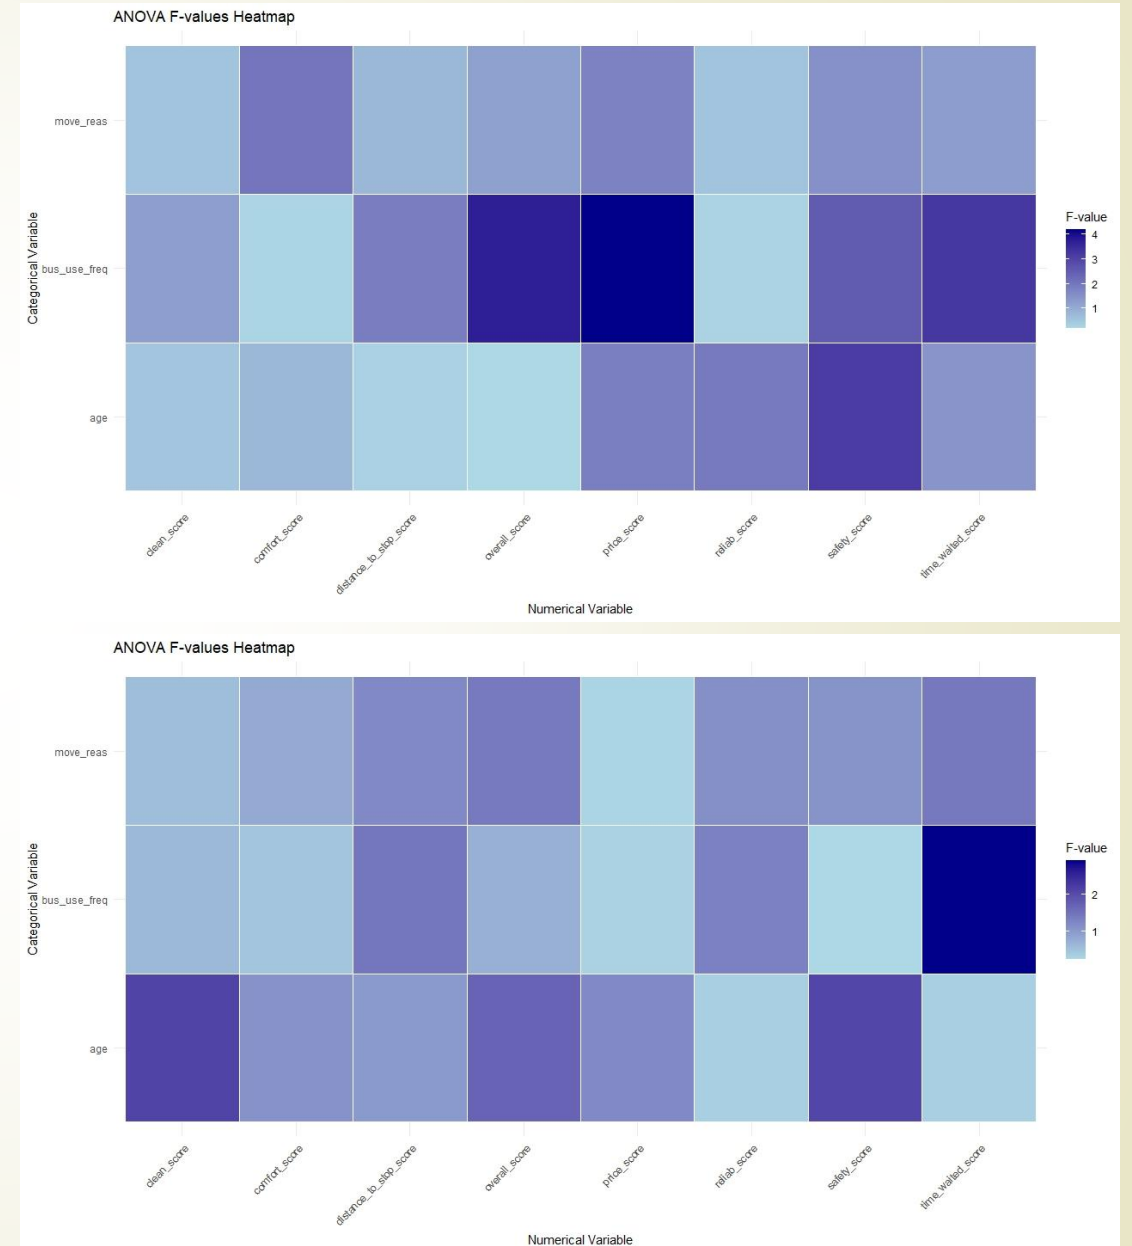 ANOVA F-values Heatmap
move_reas
bus_use_freq
age
Categorical Variable
clean_score
comfort_score
distance_to_stop_score
overall_score
price_score
reliab_score
safety_score
time_waited_score
Numerical Variable
F-value
4
3
2
1
ANOVA F-values Heatmap
move_reas
bus_use_freq
age
Categorical Variable
clean_score
comfort_score
distance_to_stop_score
overall_score
price_score
reliab_score
safety_score
time_waited_score
Numerical Variable
F-value
2
1